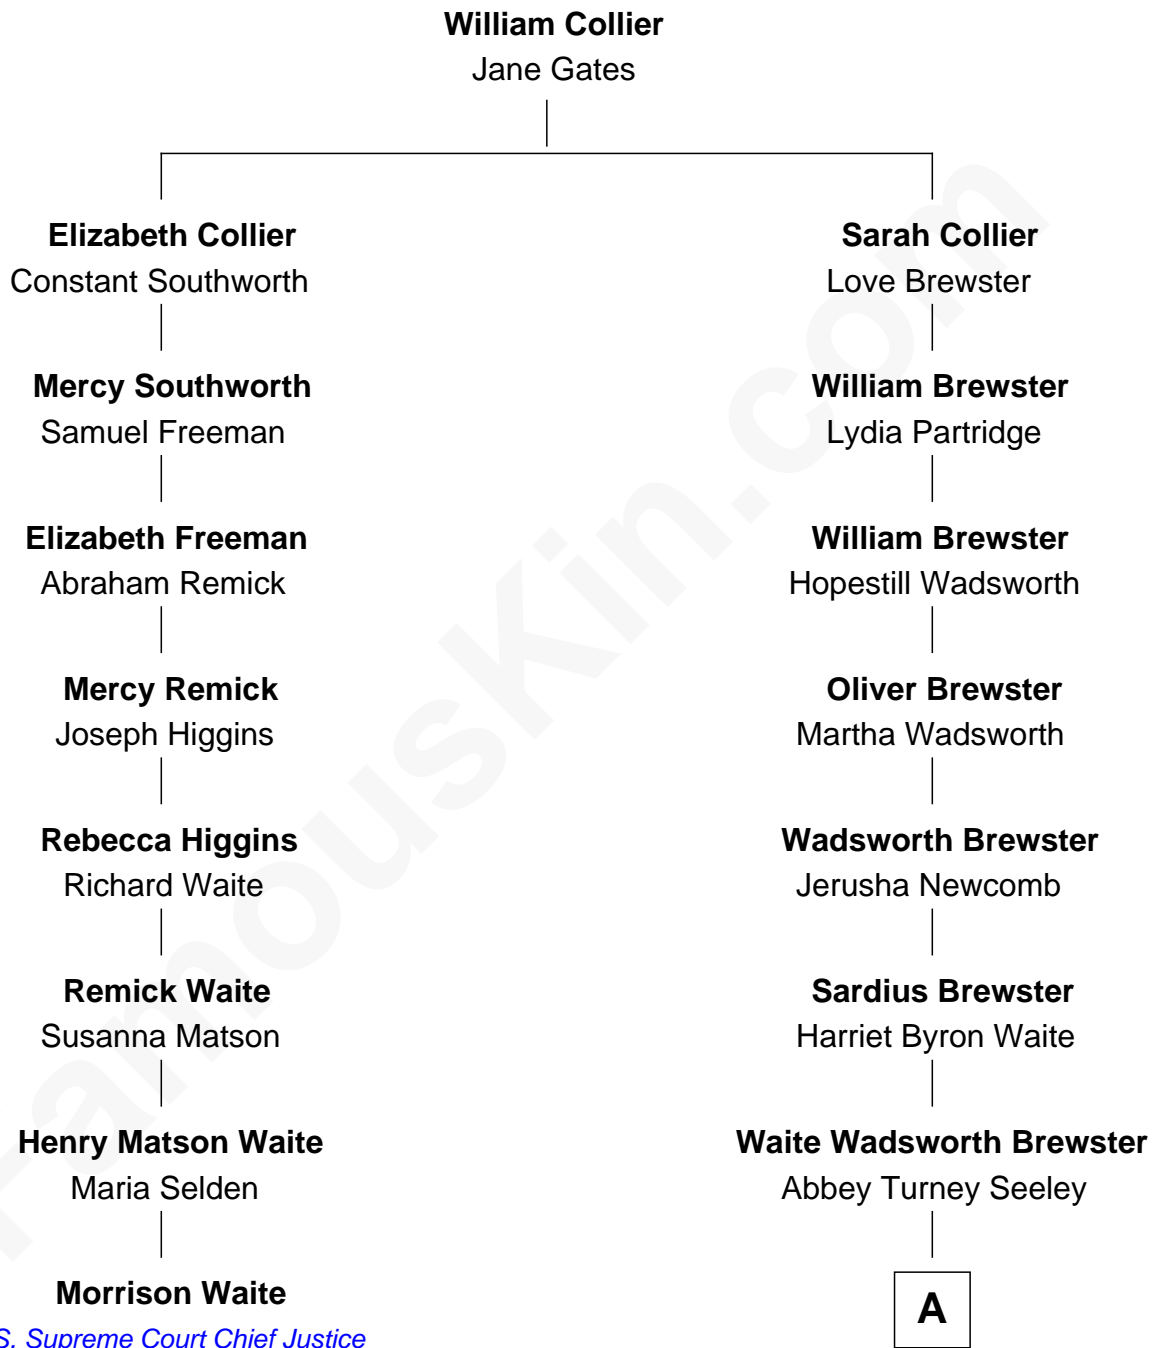 William Collier
Jane Gates
Elizabeth Collier
Constant Southworth
Sarah Collier
Love Brewster
Mercy Southworth
Samuel Freeman
William Brewster
Lydia Partridge
Elizabeth Freeman
Abraham Remick
William Brewster
Hopestill Wadsworth
Mercy Remick
Joseph Higgins
Oliver Brewster
Martha Wadsworth
Rebecca Higgins
Richard Waite
Wadsworth Brewster
Jerusha Newcomb
Remick Waite
Susanna Matson
Sardius Brewster
Harriet Byron Waite
Henry Matson Waite
Maria Selden
Waite Wadsworth Brewster
Abbey Turney Seeley
Morrison Waite
S. Supreme Court Chief Justice
A
FamousKin.com